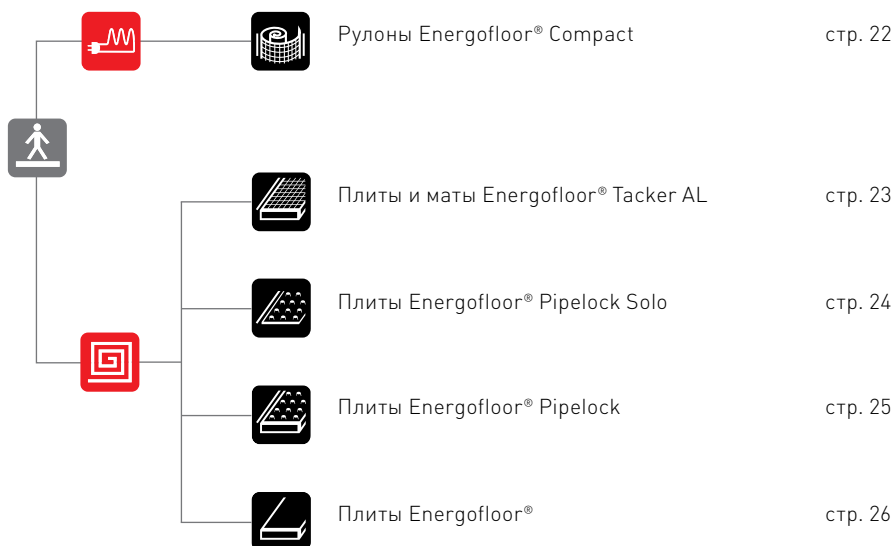 Рулоны Energofloor® Compact стр. 22
Плиты и маты Energofloor® Tacker AL стр. 23
Плиты Energofloor® Pipelock Solo стр. 24
Плиты Energofloor® Pipelock стр. 25
Плиты Energofloor® стр. 26